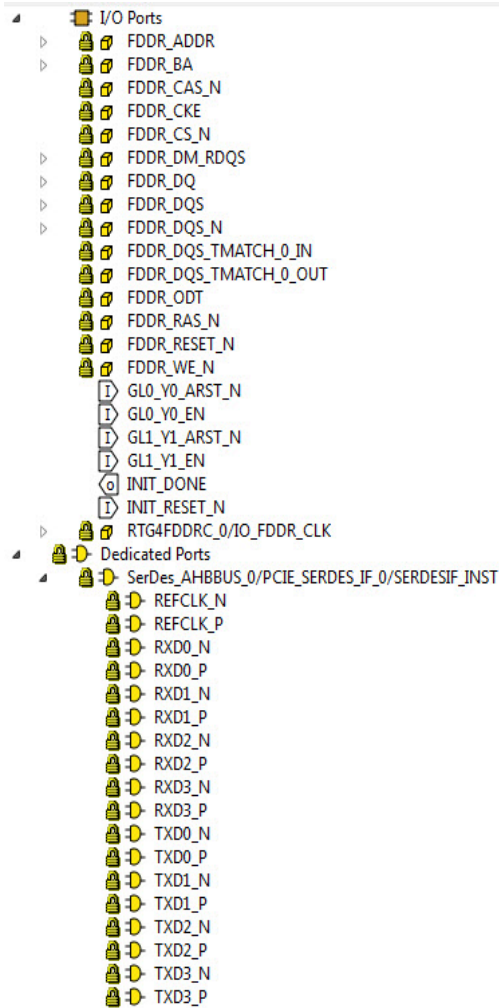 I/O Ports
FDDR_ADDR
FDDR_BA
FDDR_CAS_N
FDDR_CKE
FDDR_CS_N
FDDR_DM_RDQS
FDDR_DQ
FDDR_DQS
FDDR_DQS_N
FDDR_DQS_TMATCH_0_IN
FDDR_DQS_TMATCH_0_OUT
FDDR_ODT
FDDR_RAS_N
FDDR_RESET_N
FDDR_WE_N
I GL0_Y0_ARST_N
I GL0_Y0_EN
I GL1_Y1_ARST_N
I GL1_Y1_EN
o INIT_DONE
I INIT_RESET_N
RTG4FDDRC_0/IO_FDDR_CLK
Dedicated Ports
SerDes_AHBBUS_0/PCIE_SERDES_IF_0/SERDESIF_INST
REFCLK_N
REFCLK_P
RXD0_N
RXD0_P
RXD1_N
RXD1_P
RXD2_N
RXD2_P
RXD3_N
RXD3_P
TXD0_N
TXD0_P
TXD1_N
TXD1_P
TXD2_N
TXD2_P
TXD3_N
TXD3_P